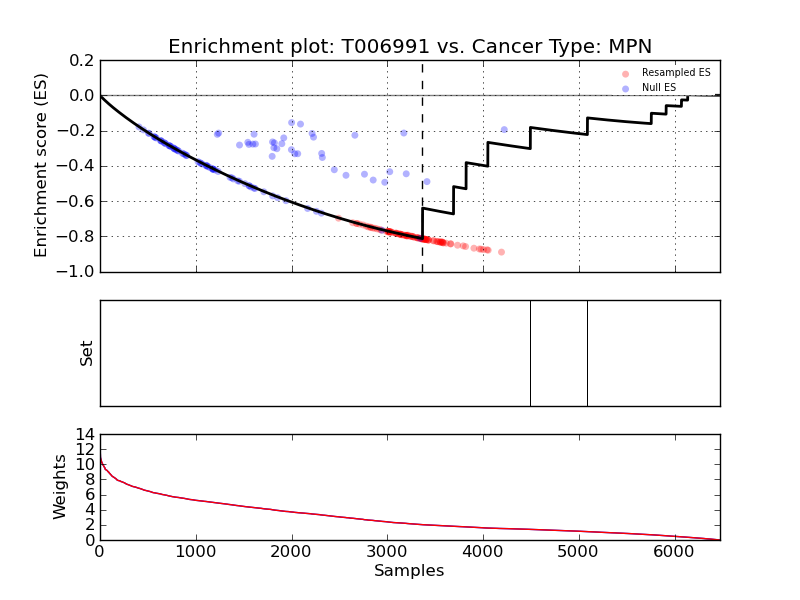 Enrichment plot: T006991 vs. Cancer Type: MPN
Enrichment score (ES)
0.2
0.0
−0.2
−0.4
−0.6
−0.8
−1.0
Resampled ES
Null ES
Set
Weights
14
12
10
8
6
4
2
0
0 1000 2000 3000 4000 5000 6000
Samples